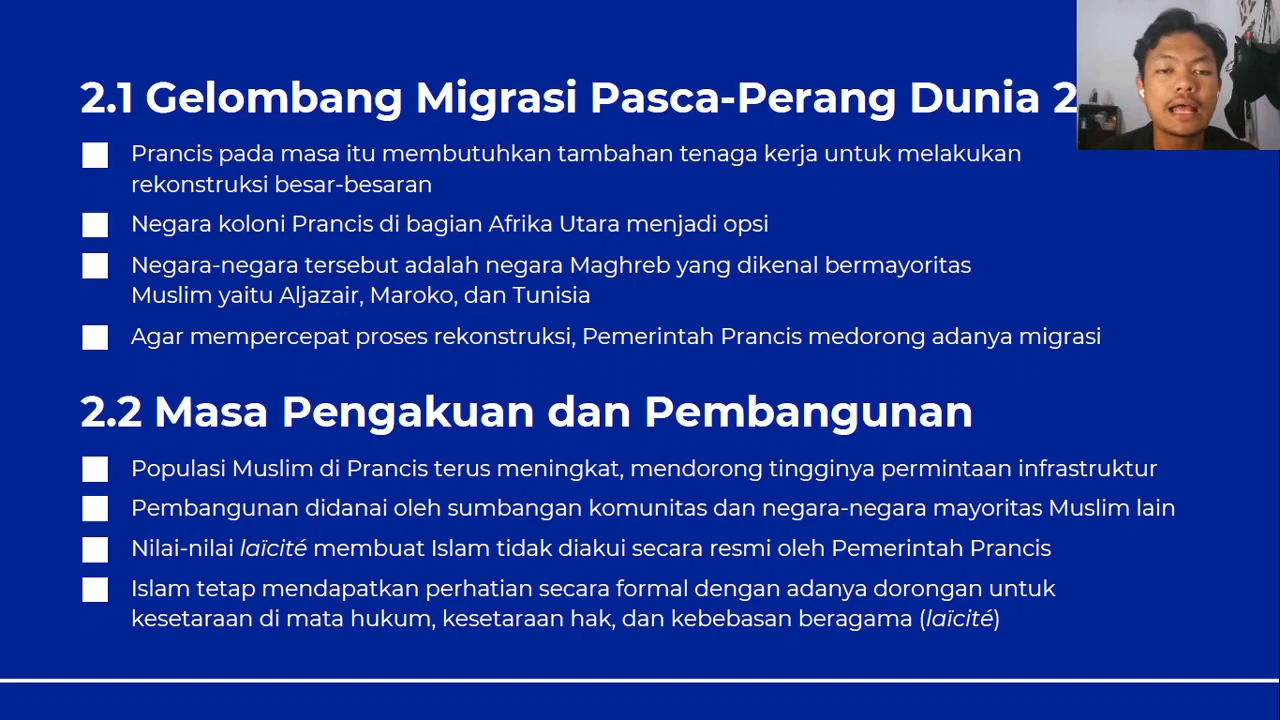 2.1 Gelombang Migrasi Pasca-Perang Dunia 2
Prancis pada masa itu membutuhkan tambahan tenaga kerja untuk melakukan
rekonstruksi besar-besaran
Negara koloni Prancis di bagian Afrika Utara menjadi opsi
Negara-negara tersebut adalah negara Maghreb yang dikenal bermayoritas
Muslim yaitu Aljazair, Maroko, dan Tunisia
Agar mempercepat proses rekonstruksi, Pemerintah Prancis medorong adanya migrasi
2.2 Masa Pengakuan dan Pembangunan
Populasi Muslim di Prancis terus meningkat, mendorong tingginya permintaan infrastruktur
Pembangunan didanai oleh sumbangan komunitas dan negara-negara mayoritas Muslim lain
Nilai-nilai laïcité membuat Islam tidak diakui secara resmi oleh Pemerintah Prancis
Islam tetap mendapatkan perhatian secara formal dengan adanya dorongan untuk
kesetaraan di mata hukum, kesetaraan hak, dan kebebasan beragama (laïcité)